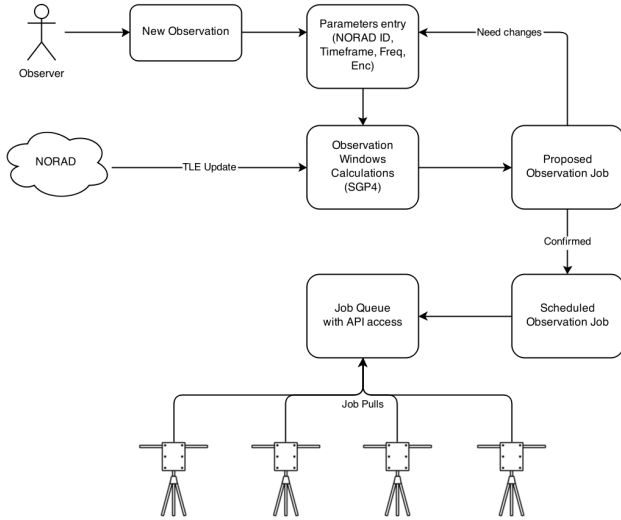 Observer
New Observation
Parameters entry
(NORAD ID,
Timeframe, Freq,
Enc)
Need changes
NORAD
TLE Update
Observation
Windows
Calculations
(SGP4)
Proposed
Observation Job
Confirmed
Job Queue
with API access
Scheduled
Observation Job
Job Pulls